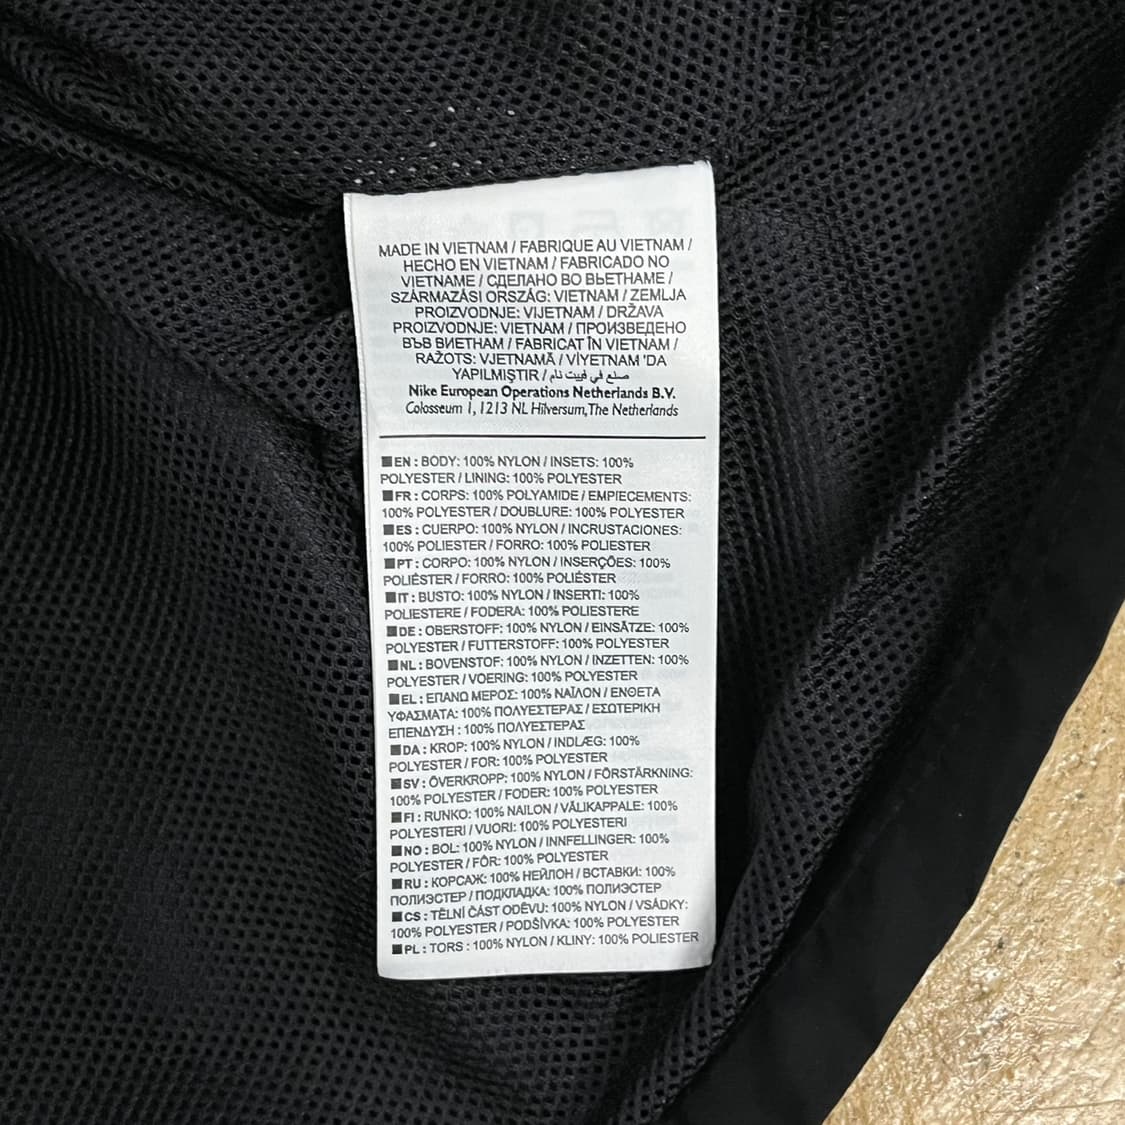 MADE IN VIETNAM / FABRIQUE AU VIETNAM /
HECHO EN VIETNAM / FABRICADO NO
VIETNAME / СДЕЛАНО ВО ВЬЕТНАМЕ /
SZÁRMAZÁSI ORSZÁG: VIETNAM / ZEMLJA
PROIZVODNJE: VIJETNAM / DRŽAVA
PROIZVODNJE: VIETNAM / ПРОИЗВЕДЕНО
ВЪВ ВИЕТНАМ / FABRICAT ÎN VIETNAM /
RAŽOTS: VJETNAMĀ / VİYETNAM 'DA
YAPILMIŞTIR / صنع في فييت نام
Nike European Operations Netherlands B.V.
Colosseum 1, 1213 NL Hilversum, The Netherlands
■EN : BODY: 100% NYLON / INSETS: 100%
POLYESTER / LINING: 100% POLYESTER
■FR : CORPS: 100% POLYAMIDE / EMPIECEMENTS:
100% POLYESTER / DOUBLURE: 100% POLYESTER
■ES : CUERPO: 100% NYLON / INCRUSTACIONES:
100% POLIESTER / FORRO: 100% POLIESTER
■PT : CORPO: 100% NYLON / INSERÇÕES: 100%
POLIÉSTER / FORRO: 100% POLIÉSTER
■IT : BUSTO: 100% NYLON / INSERTI: 100%
POLIESTERE / FODERA: 100% POLIESTERE
■DE : OBERSTOFF: 100% NYLON / EINSÄTZE: 100%
POLYESTER / FUTTERSTOFF: 100% POLYESTER
■NL : BOVENSTOF: 100% NYLON / INZETTEN: 100%
POLYESTER / VOERING: 100% POLYESTER
■EL : ΕΠΑΝΩ ΜΕΡΟΣ: 100% ΝΑΪΛΟΝ / ΕΝΘΕΤΑ
ΥΦΑΣΜΑΤΑ: 100% ΠΟΛΥΕΣΤΕΡΑΣ / ΕΣΩΤΕΡΙΚΗ
ΕΠΕΝΔΥΣΗ : 100% ΠΟΛΥΕΣΤΕΡΑΣ
■DA : KROP: 100% NYLON / INDLÆG: 100%
POLYESTER / FOR: 100% POLYESTER
■SV : ÖVERKROPP: 100% NYLON / FÖRSTÄRKNING:
100% POLYESTER / FODER: 100% POLYESTER
■FI : RUNKO: 100% NAILON / VÄLIKAPPALE: 100%
POLYESTERI / VUORI: 100% POLYESTERI
■NO : BOL: 100% NYLON / INNFELLINGER: 100%
POLYESTER / FÔR: 100% POLYESTER
■RU : КОРСАЖ: 100% НЕЙЛОН / ВСТАВКИ: 100%
ПОЛИЭСТЕР / ПОДКЛАДКА: 100% ПОЛИЭСТЕР
■CS : TĚLNÍ ČÁST ODĚVU: 100% NYLON / VSÁDKY:
100% POLYESTER / PODŠÍVKA: 100% POLYESTER
■PL : TORS : 100% NYLON / KLINY: 100% POLIESTER